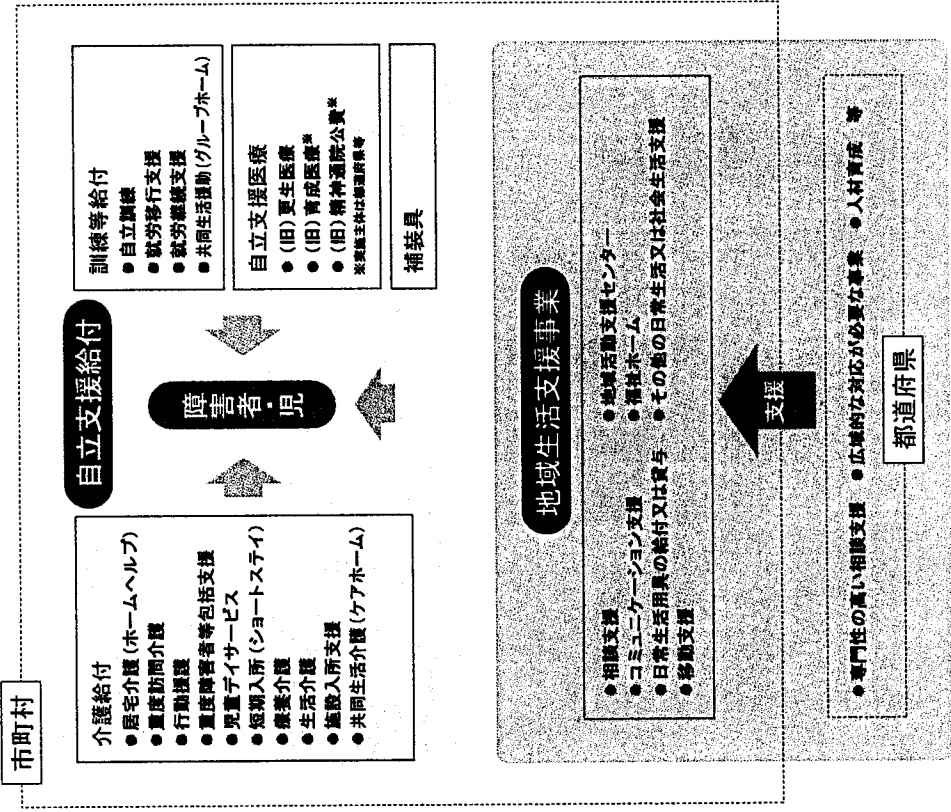 市町村
自立支援給付
介護給付
●居宅介護(ホームヘルプ)
●重度訪問介護
●行動援護
●重度障害者等包括支援
●児童デイサービス
●短期入所(ショートステイ)
●療養介護
●生活介護
●施設入所支援
●共同生活介護(ケアホーム)
障害者・児
訓練等給付
●自立訓練
●就労移行支援
●就労継続支援
●共同生活援助(グループホーム)
自立支援医療
●(旧)更生医療
●(旧)育成医療※
●(旧)精神通院公費※
※実施主体は都道府県等
補装具
地域生活支援事業
●相談支援
●コミュニケーション支援
●日常生活用具の給付又は貸与
●移動支援
●地域活動支援センター
●福祉ホーム
●その他の日常生活又は社会生活支援
支援
●専門性の高い相談支援 ●広域的な対応が必要な事業 ●人材育成 等
都道府県